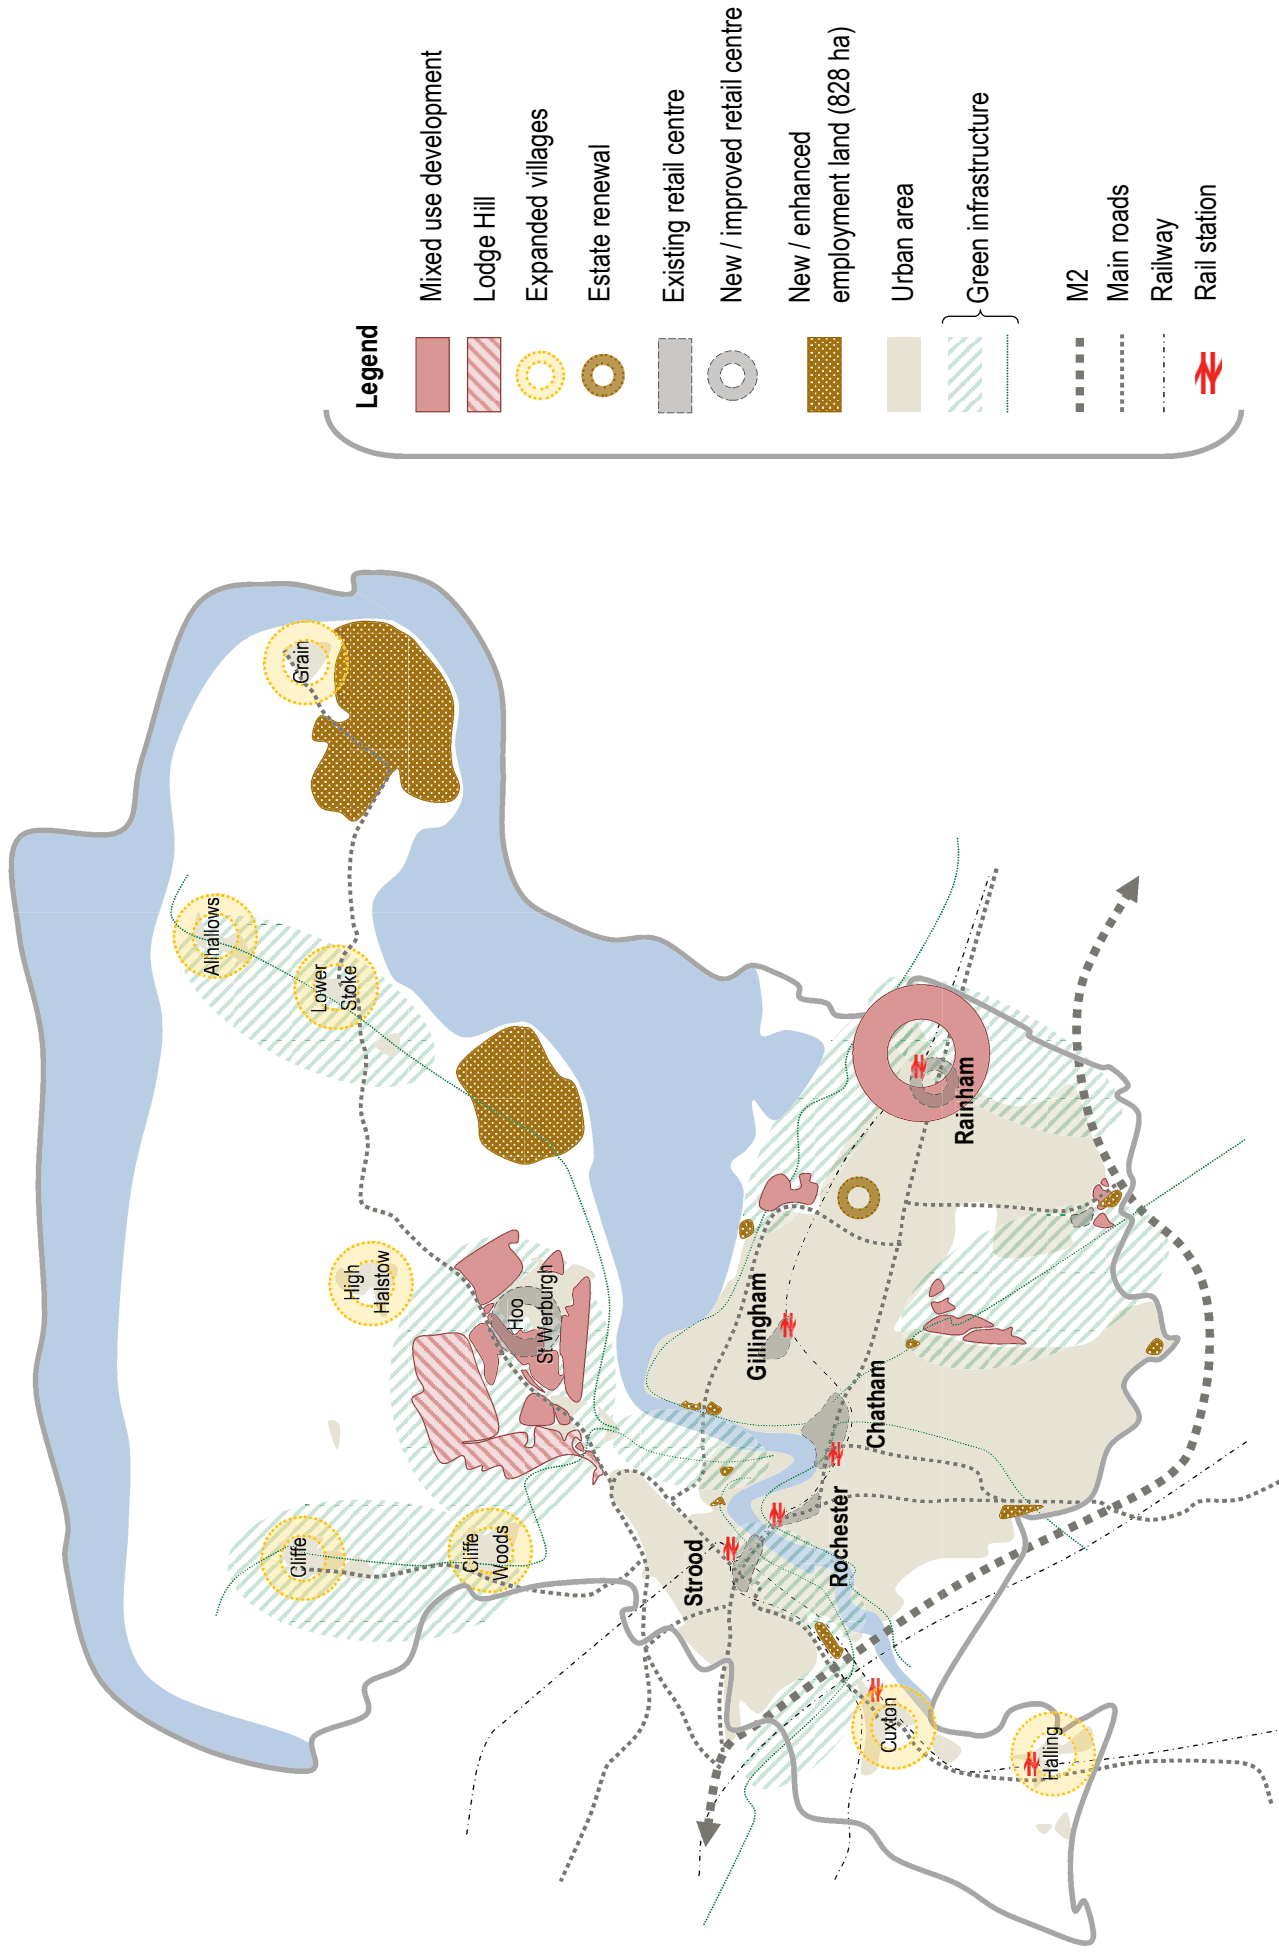 Legend
Mixed use development
Lodge Hill
Expanded villages
Estate renewal
Existing retail centre
New / improved retail centre
New / enhanced
employment land (828 ha)
Urban area
Green infrastructure
M2
Main roads
Railway
Rail station
Grain
Allhallows
Lower
Stoke
High
Halstow
Hoo
St Werburgh
Cliffe
Cliffe
Woods
Rainham
Gillingham
Chatham
Rochester
Strood
Cuxton
Halling